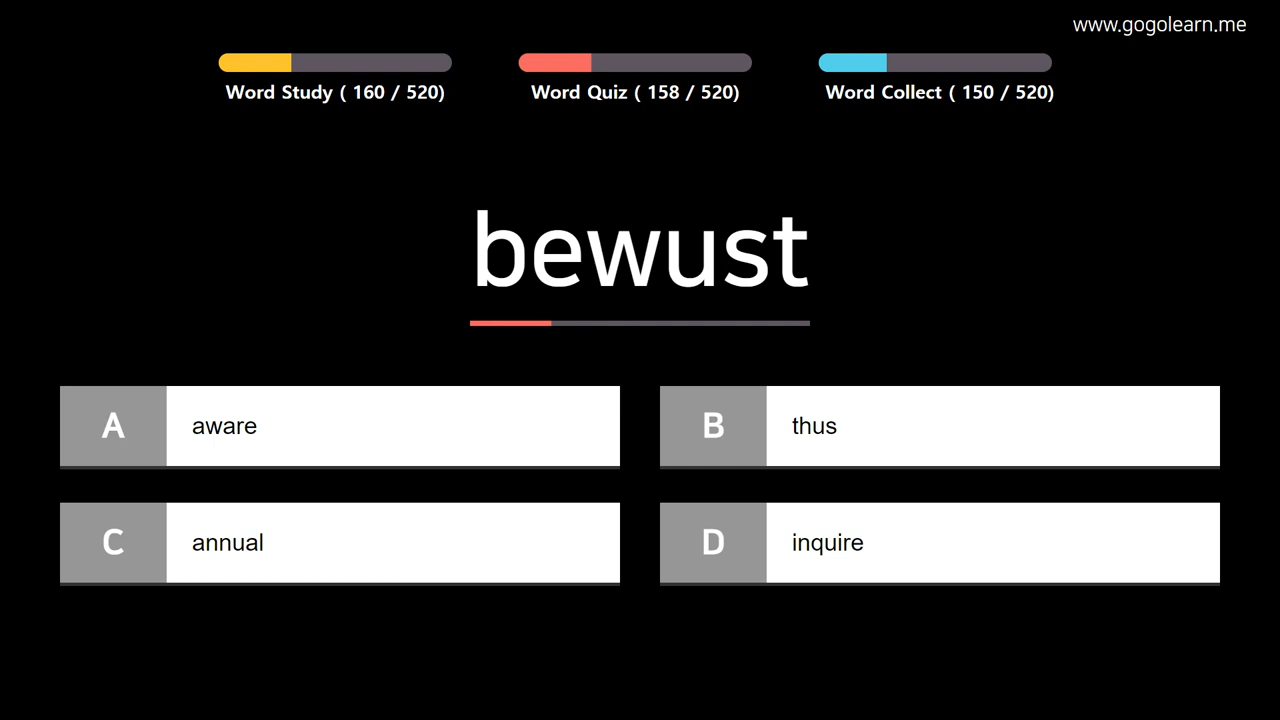 www.gogolearn.me
Word Study ( 160 / 520)
Word Quiz ( 158 / 520)
Word Collect ( 150 / 520)
bewust
A aware
B thus
C annual
D inquire